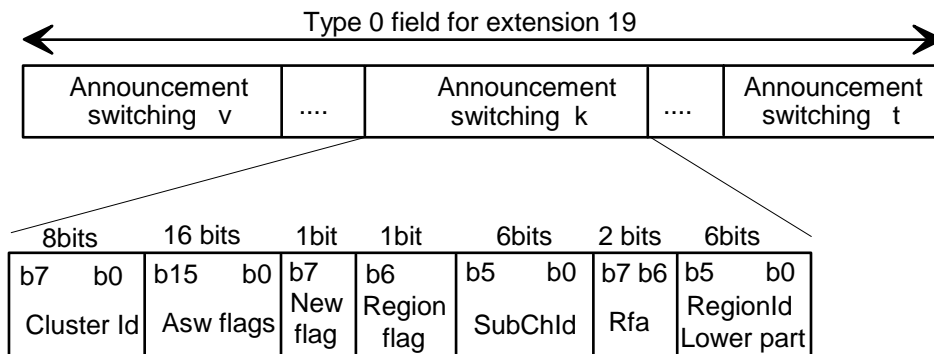 Type 0 field for extension 19
Announcement switching v
....
Announcement switching k
....
Announcement switching t
8bits 16 bits 1bit 1bit 6bits 2 bits 6bits
b7 b0 b15 b0 b7 b6 b5 b0 b7 b6 b5 b0
Cluster Id Asw flags New flag Region flag SubChId Rfa RegionId Lower part